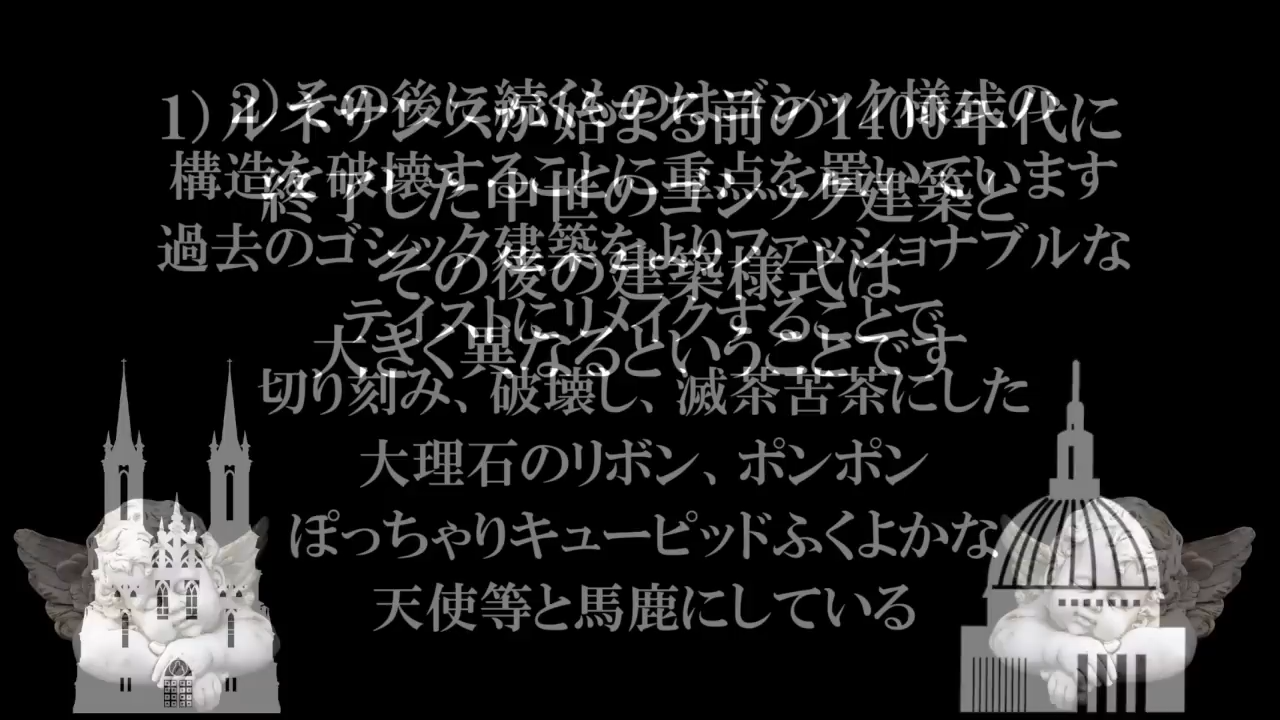 1）ルネサンスが始まる前の1400年代に
終了した中世のゴシック建築と
その後の建築様式は
大きく異なるということです
2）その後に続くものはゴシック様式の
構造を破壊することに重点を置いています
過去のゴシック建築をよりファッショナブルな
テイストにリメイクすることで
切り刻み、破壊し、滅茶苦茶にした
大理石のリボン、ポンポン
ぽっちゃりキューピッドふくよかな
天使等と馬鹿にしている